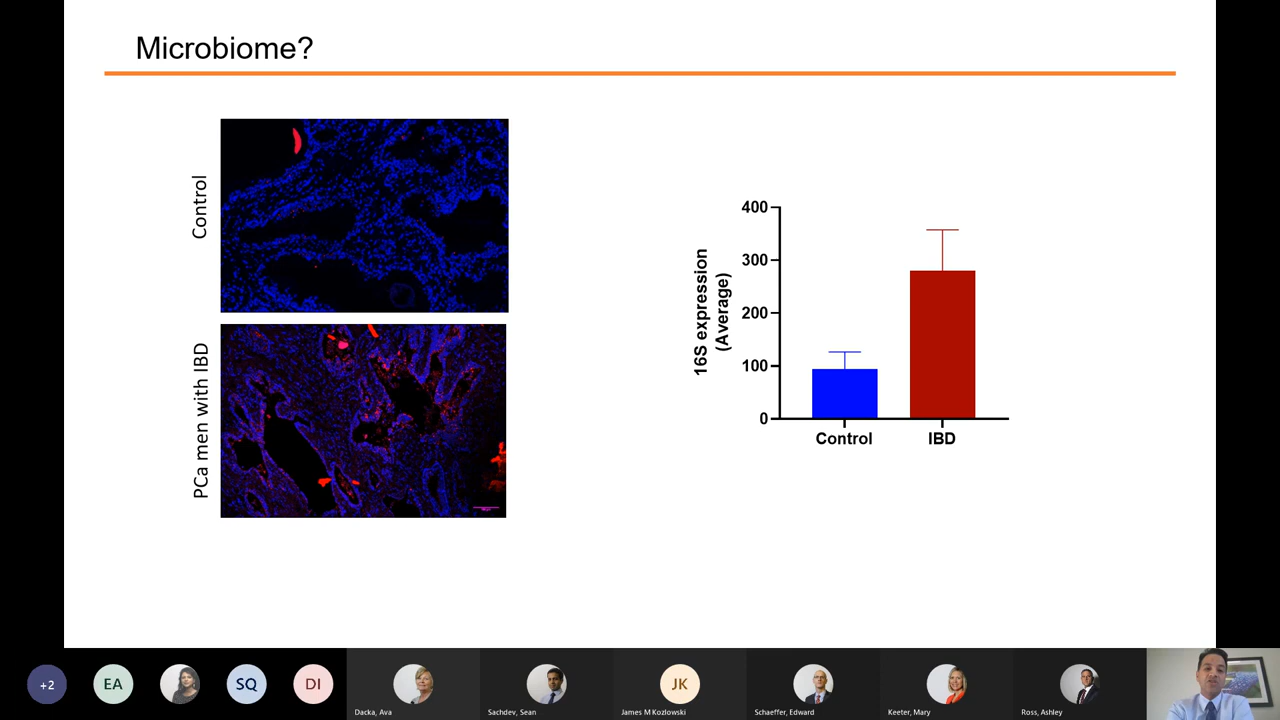 Microbiome?
Control
PCa men with IBD
16S expression
(Average)
400
300
200
100
0
Control
IBD
+2
EA
SQ
DI
Dacka, Ava
Sachdev, Sean
JK
James M Kozlowski
Schaeffer, Edward
Keeter, Mary
Ross, Ashley